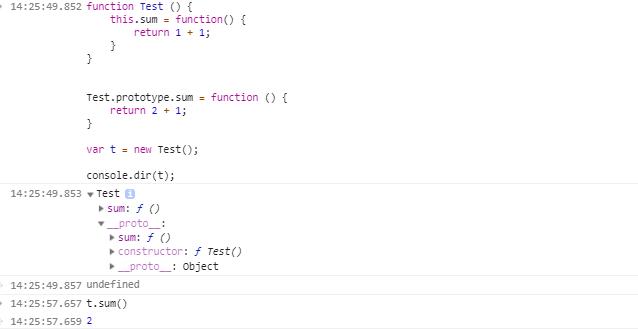 14:25:49.852 function Test () {
this.sum = function() {
return 1 + 1;
}
}
Test.prototype.sum = function () {
return 2 + 1;
}
var t = new Test();
console.dir(t);
14:25:49.853 ▼Test i
▶sum: ƒ ()
▼__proto__:
▶sum: ƒ ()
▶constructor: ƒ Test()
▶__proto__: Object
14:25:49.857 undefined
14:25:57.657 t.sum()
14:25:57.659 2